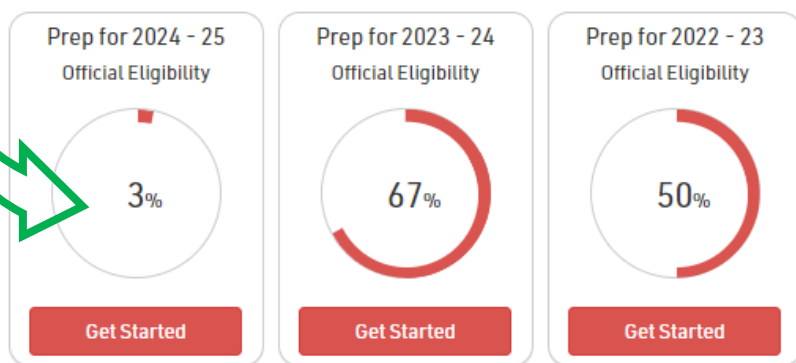 Prep for 2024 - 25
Official Eligibility
3%
Get Started
Prep for 2023 - 24
Official Eligibility
67%
Get Started
Prep for 2022 - 23
Official Eligibility
50%
Get Started